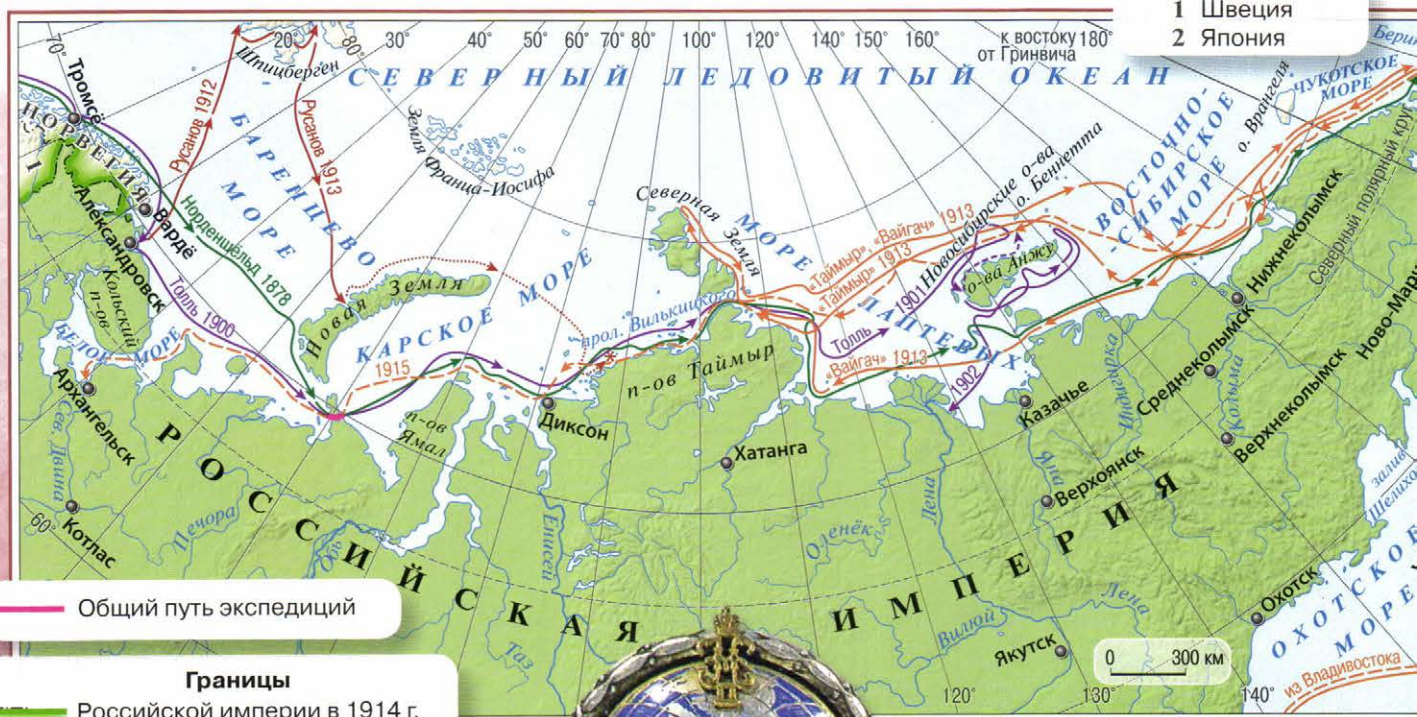 1 Швеция
2 Япония
70°
20°
80°
30°
40°
50°
60°
70°
80°
100°
120°
140°
150°
160°
к востоку
от Гринвича
180°
СЕВЕРНЫЙ ЛЕДОВИТЫЙ ОКЕАН
Шпицберген
Тромсё
НОРВЕГИЯ
1
Вардё
Александровск
Кольский
п-ов
БЕЛОЕ МОРЕ
Архангельск
Сев. Двина
Котлас
60°
Русанов 1912
Русанов 1913
БАРЕНЦЕВО
МОРЕ
Норденшёльд 1878
Толль 1900
Земля Франца-Иосифа
Новая Земля
КАРСКОЕ МОРЕ
1915
п-ов
Ямал
Диксон
Печора
Обь
Енисей
Таз
Северная
Земля
прол. Вилькицкого
п-ов Таймыр
Хатанга
МОРЕ
ЛАПТЕВЫХ
«Таймыр», «Вайгач» 1913
«Таймыр» 1913
«Вайгач» 1913
Толль
1901
1902
Новосибирские о-ва
о. Беннетта
о-ва Анжу
ВОСТОЧНО-
-СИБИРСКОЕ
МОРЕ
о. Врангеля
ЧУКОТСКОЕ
МОРЕ
Северный полярный круг
Нижнеколымск
Среднеколымск
Верхнеколымск
Колыма
Индигирка
Казачье
Яна
Верхоянск
Лена
Оленёк
Вилюй
Лена
Якутск
Охотск
залив
Шелихова
ОХОТСКОЕ
МОРЕ
из Владивостока
РОССИЙСКАЯ ИМПЕРИЯ
0 300 км
120°
130°
140°
Общий путь экспедиций
Границы
Российской империи в 1914 г.